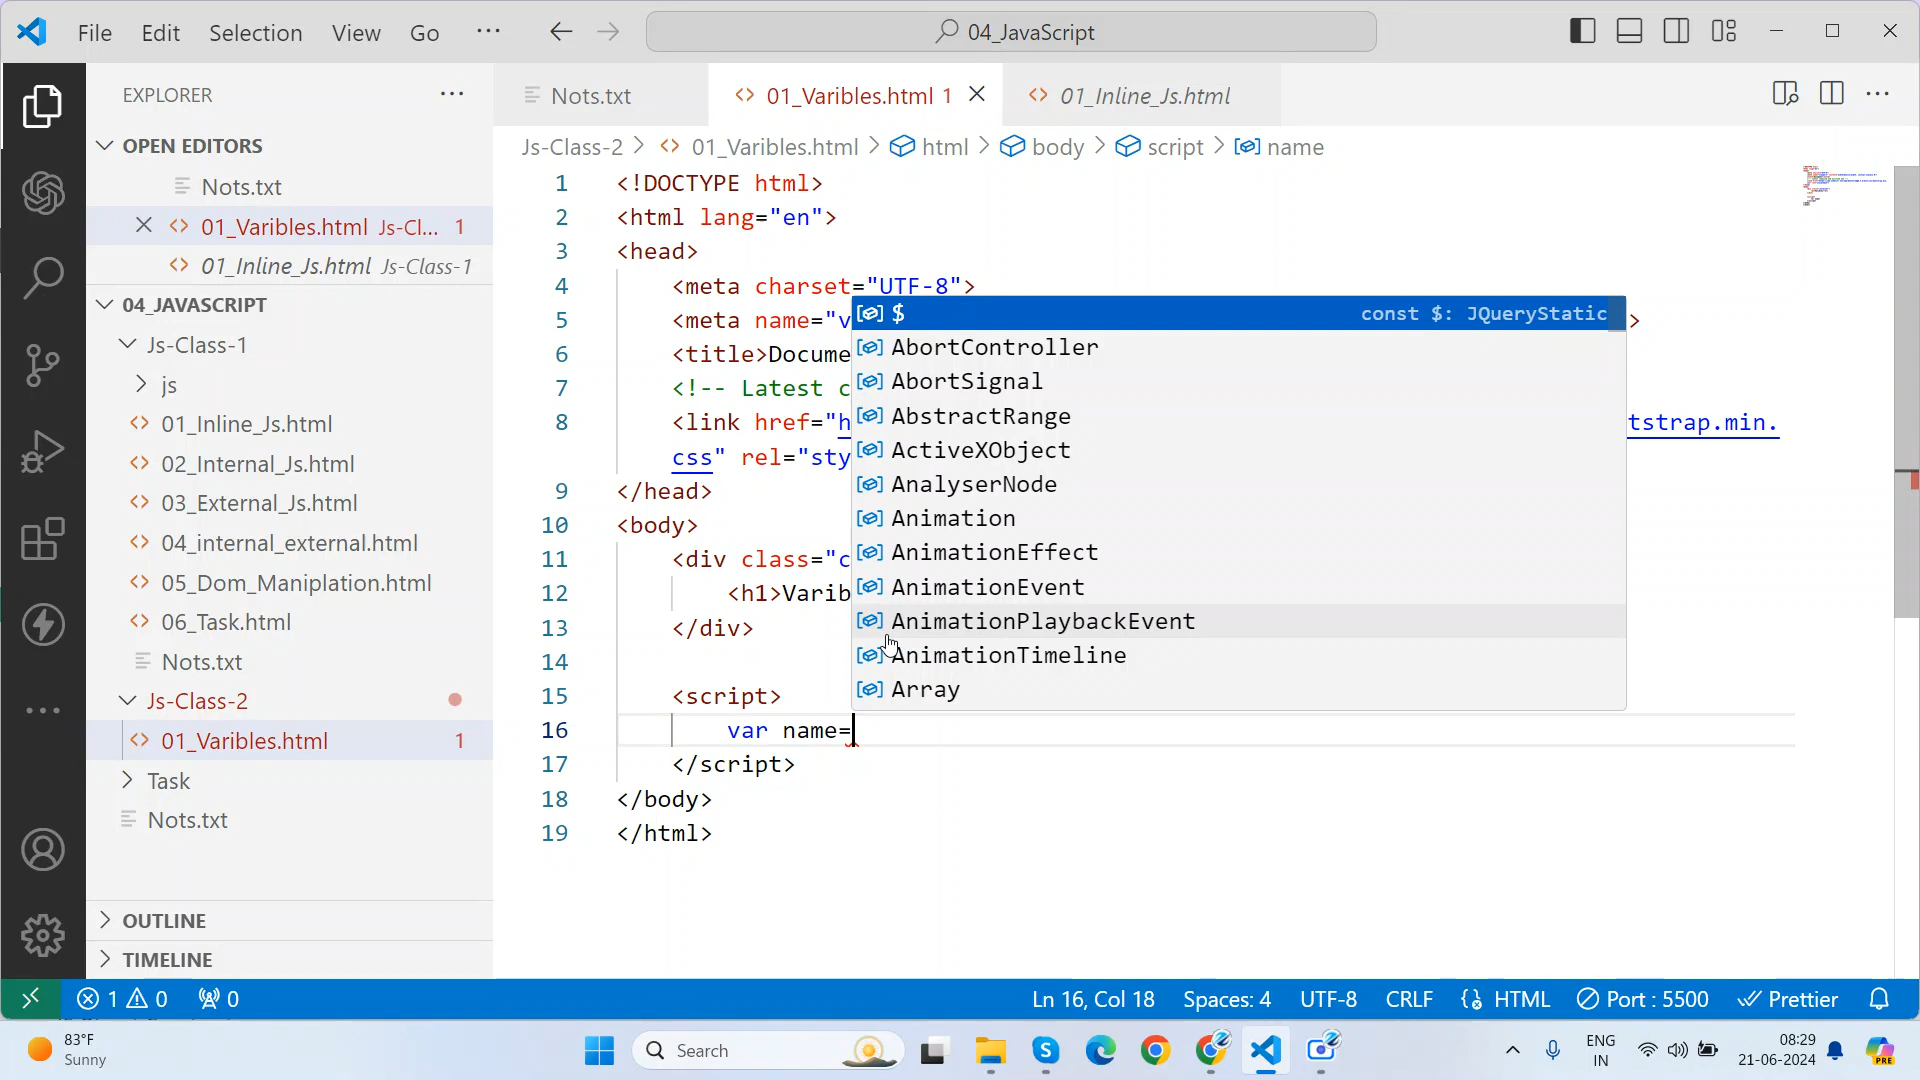 File Edit Selection View Go ··· 04_JavaScript
EXPLORER ···
OPEN EDITORS
Nots.txt
01_Varibles.html Js-Cl... 1
01_Inline_Js.html Js-Class-1
04_JAVASCRIPT
Js-Class-1
js
01_Inline_Js.html
02_Internal_Js.html
03_External_Js.html
04_internal_external.html
05_Dom_Maniplation.html
06_Task.html
Nots.txt
Js-Class-2
01_Varibles.html 1
Task
Nots.txt
OUTLINE
TIMELINE
Nots.txt 01_Varibles.html 1 01_Inline_Js.html
Js-Class-2 > 01_Varibles.html > html > body > script > name
1 <!DOCTYPE html>
2 <html lang="en">
3 <head>
4 <meta charset="UTF-8">
5 <meta name="v >
6 <title>Docume
7 <!-- Latest c
8 <link href="h tstrap.min.
css" rel="sty
9 </head>
10 <body>
11 <div class="c
12 <h1>Varib
13 </div>
14
15 <script>
16 var name=
17 </script>
18 </body>
19 </html>
$ const $: JQueryStatic
AbortController
AbortSignal
AbstractRange
ActiveXObject
AnalyserNode
Animation
AnimationEffect
AnimationEvent
AnimationPlaybackEvent
AnimationTimeline
Array
1 0 0 Ln 16, Col 18 Spaces: 4 UTF-8 CRLF HTML Port : 5500 Prettier
83°F
Sunny
Search
ENG
IN
08:29
21-06-2024
PRE